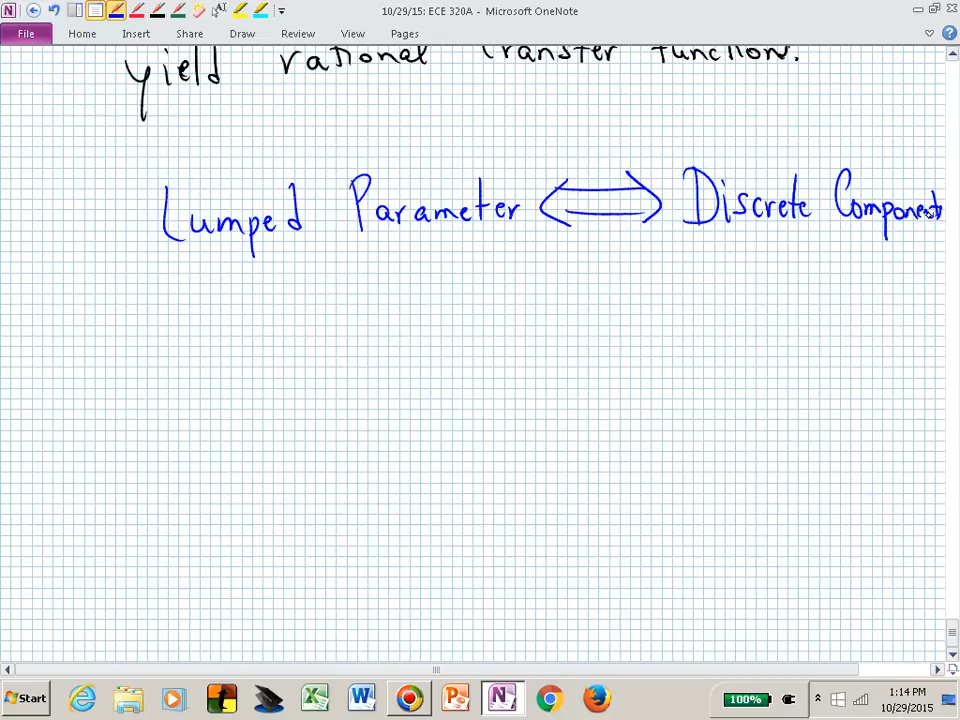 10/29/15: ECE 320A - Microsoft OneNote
File Home Insert Share Draw Review View Pages
yield rational transfer function.
Lumped Parameter ⟺ Discrete Components
Start 100% 1:14 PM
10/29/2015